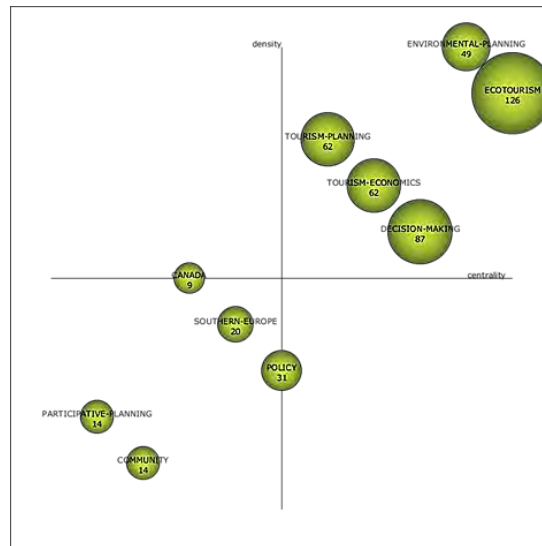 ENVIRONMENTAL-PLANNING
49
density
ECOTOURISM
126
TOURISM-PLANNING
62
TOURISM-ECONOMICS
62
DECISION-MAKING
87
CANADA
9
centrality
SOUTHERN-EUROPE
20
POLICY
31
PARTICIPATIVE-PLANNING
14
COMMUNITY
14